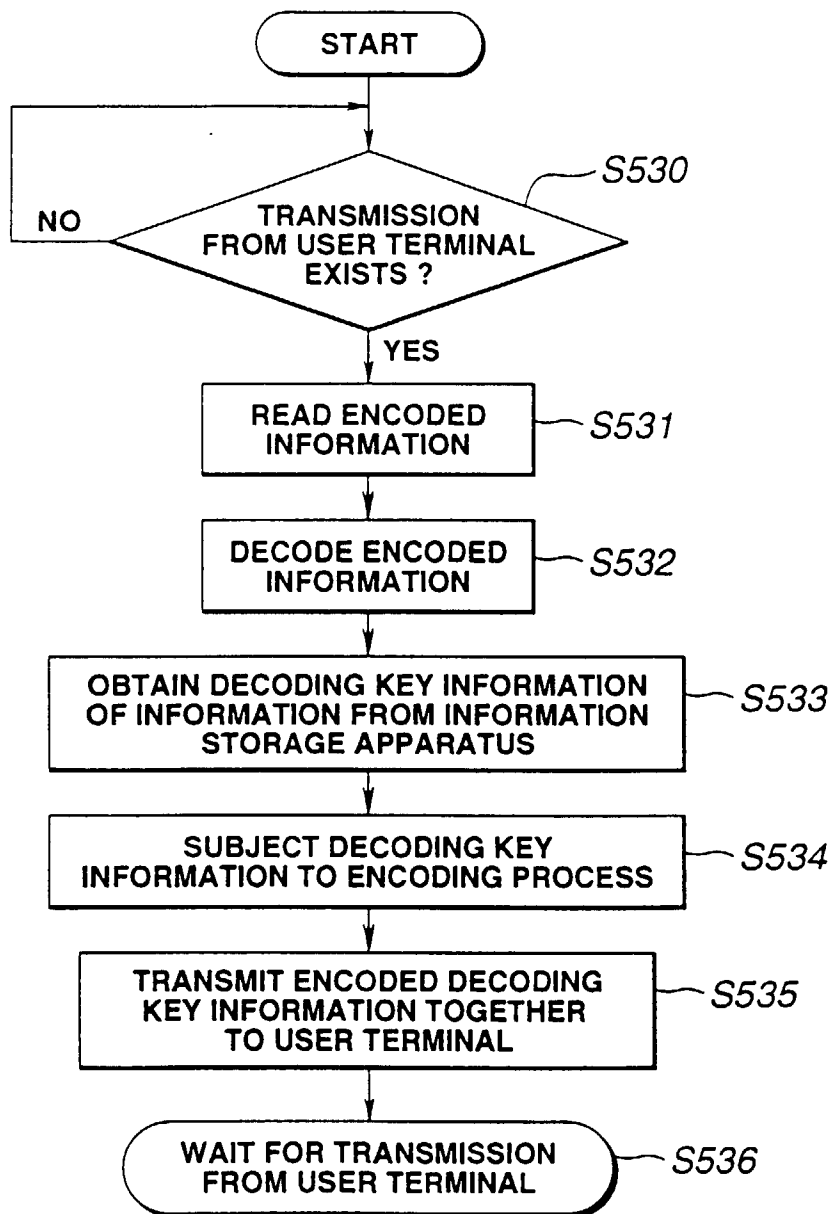 START
S530
NO
TRANSMISSION
FROM USER TERMINAL
EXISTS ?
YES
READ ENCODED
INFORMATION
S531
DECODE ENCODED
INFORMATION
S532
OBTAIN DECODING KEY INFORMATION
OF INFORMATION FROM INFORMATION
STORAGE APPARATUS
S533
SUBJECT DECODING KEY
INFORMATION TO ENCODING PROCESS
S534
TRANSMIT ENCODED DECODING
KEY INFORMATION TOGETHER
TO USER TERMINAL
S535
WAIT FOR TRANSMISSION
FROM USER TERMINAL
S536